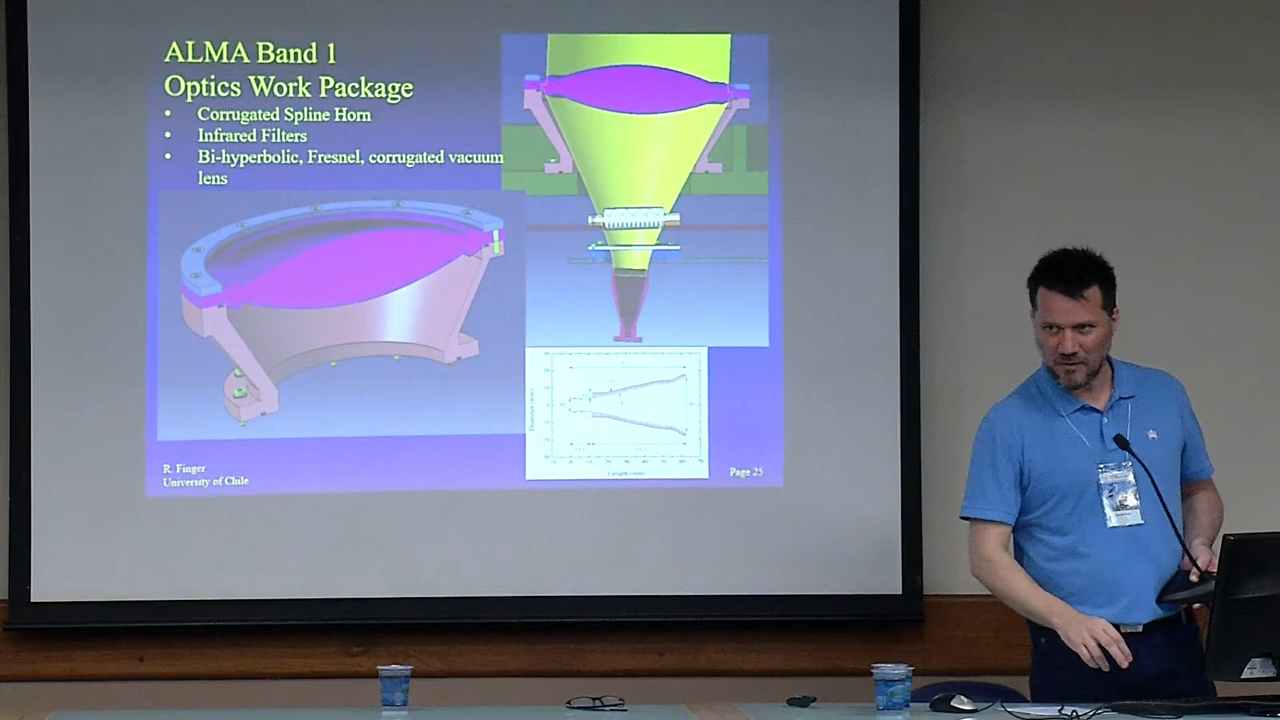 ALMA Band 1
Optics Work Package
• Corrugated Spline Horn
• Infrared Filters
• Bi-hyperbolic, Fresnel, corrugated vacuum
lens
R. Finger
University of Chile
Page 25